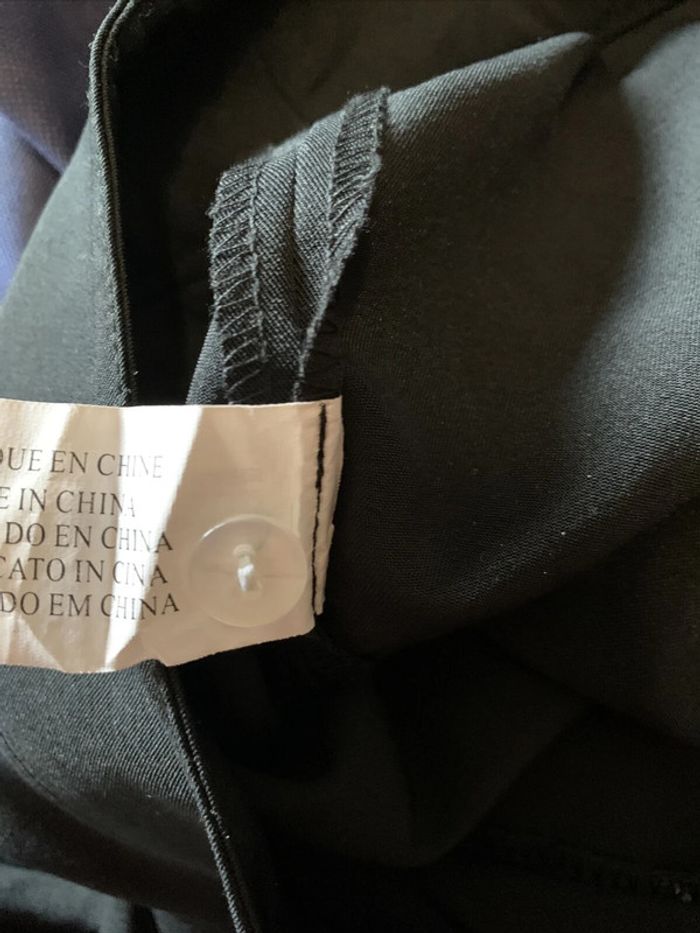 QUE EN CHINE
E IN CHINA
DO EN CHINA
CATO IN CINA
DO EM CHINA